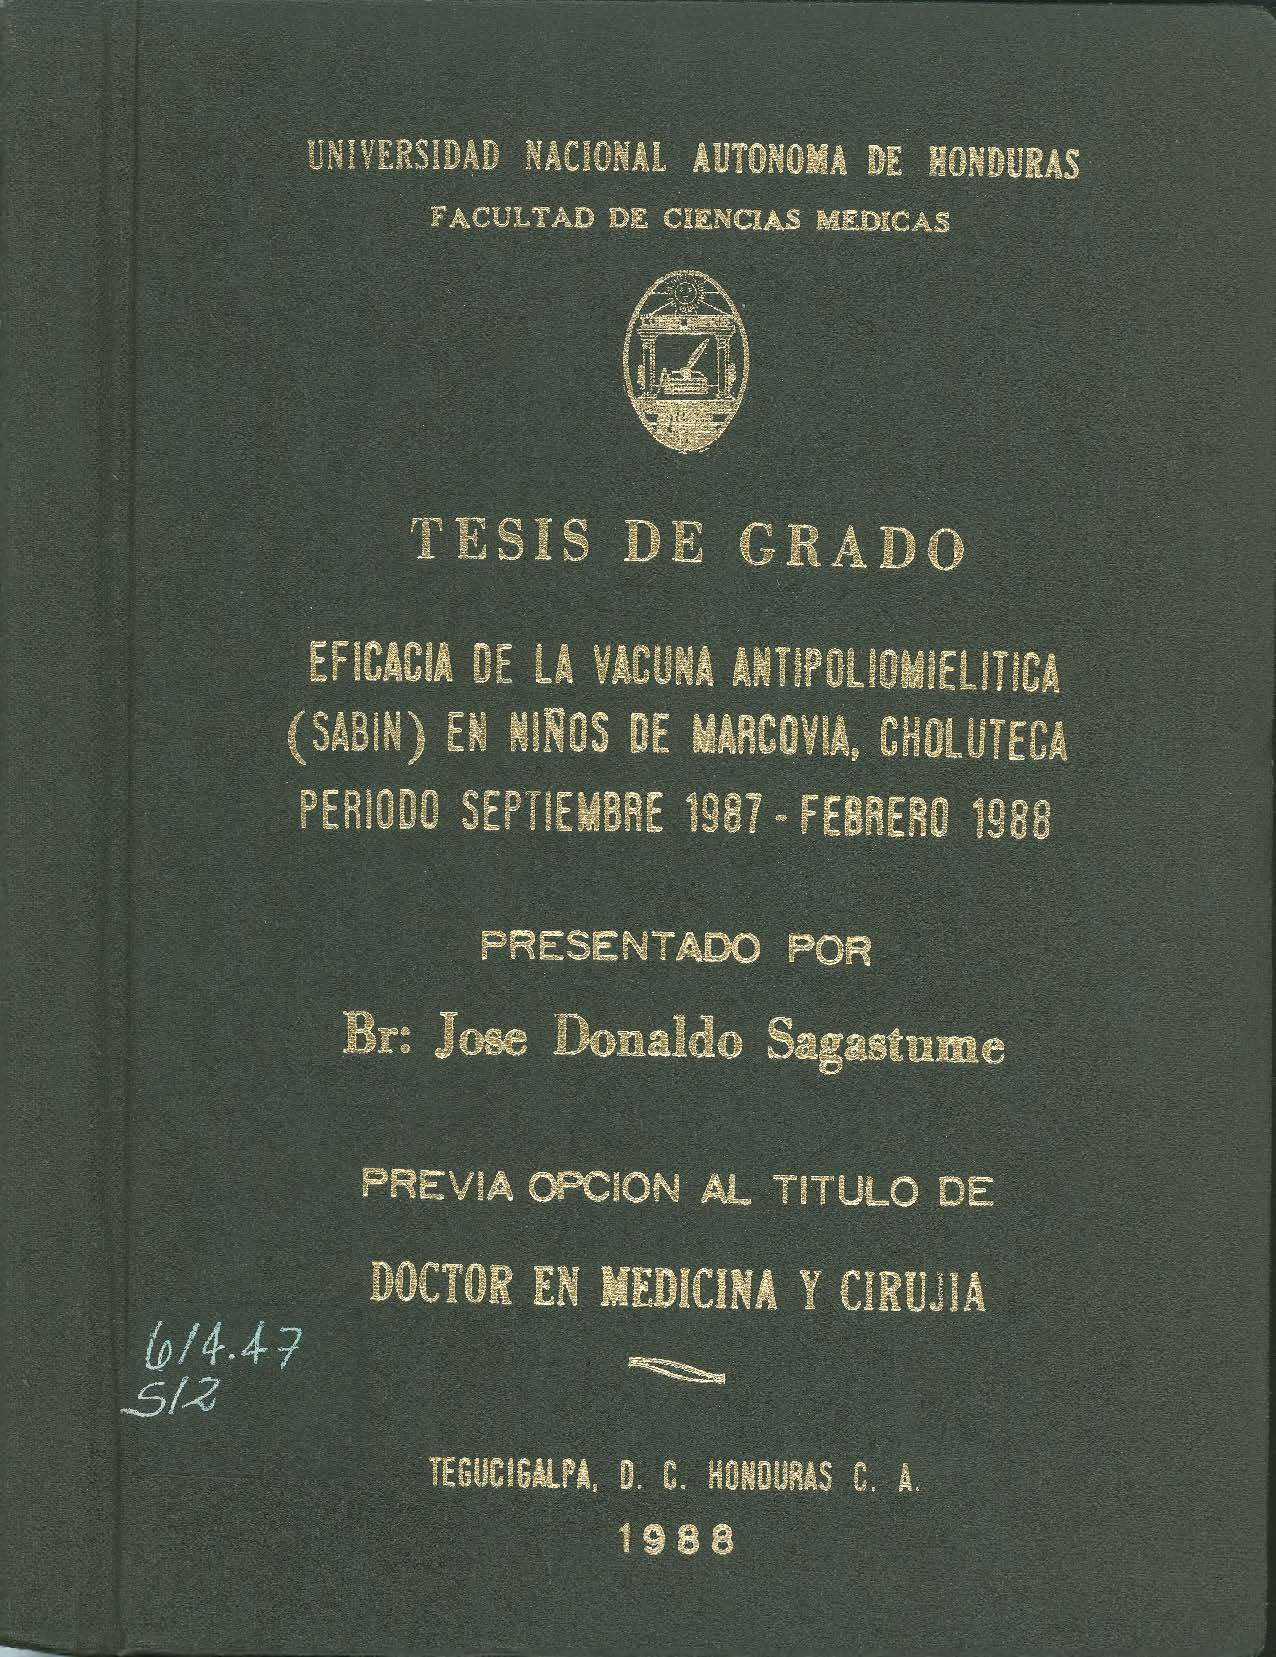 UNIVERSIDAD NACIONAL AUTONOMA DE HONDURAS
FACULTAD DE CIENCIAS MEDICAS
TESIS DE GRADO
EFICACIA DE LA VACUNA ANTIPOLIOMIELITICA
(SABIN) EN NIÑOS DE MARCOVIA, CHOLUTECA
PERIODO SEPTIEMBRE 1987 - FEBRERO 1988
PRESENTADO POR
Br: Jose Donaldo Sagastume
PREVIA OPCION AL TITULO DE
DOCTOR EN MEDICINA Y CIRUJIA
614.47
S12
TEGUCIGALPA, D. C. HONDURAS C. A.
1988